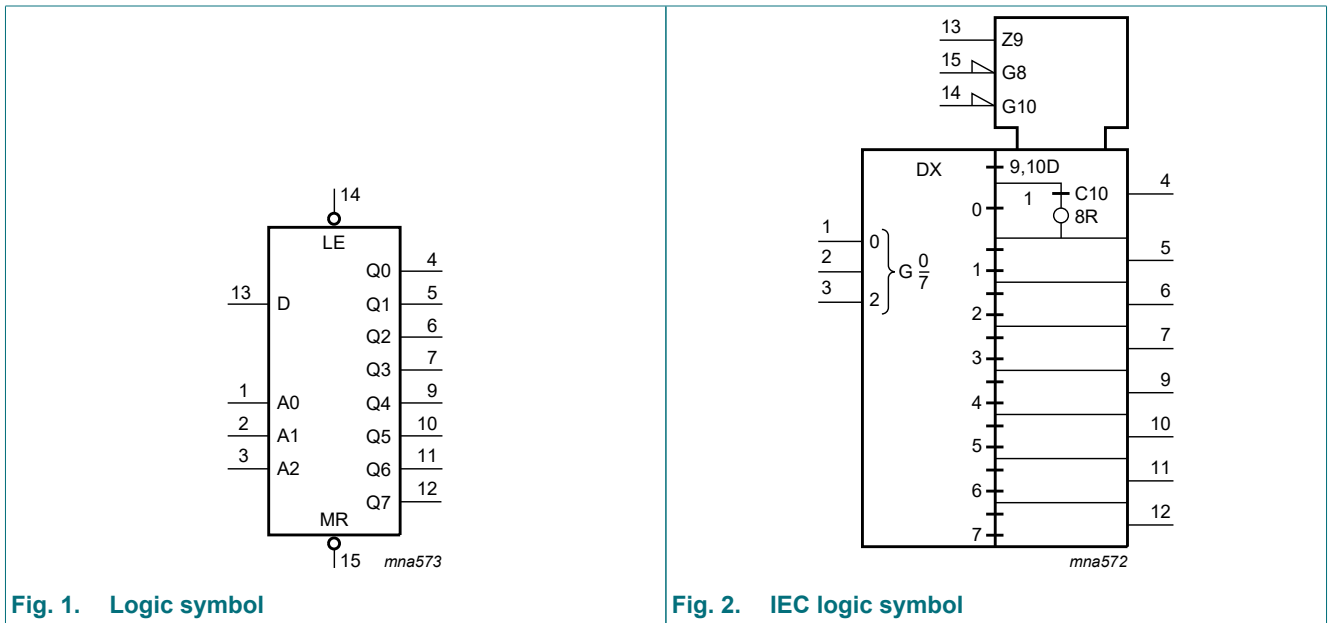 14
LE
Q0 4
13 D Q1 5
Q2 6
Q3 7
1 A0 Q4 9
2 A1 Q5 10
3 A2 Q6 11
Q7 12
MR
15 mna573
Fig. 1. Logic symbol
13 Z9
15 G8
14 G10
DX 9,10D
4
1 C10
0 8R
1 0
2 G 0
7
3 2
5
1
6
2
7
3
9
4
10
5
11
6
12
7
mna572
Fig. 2. IEC logic symbol